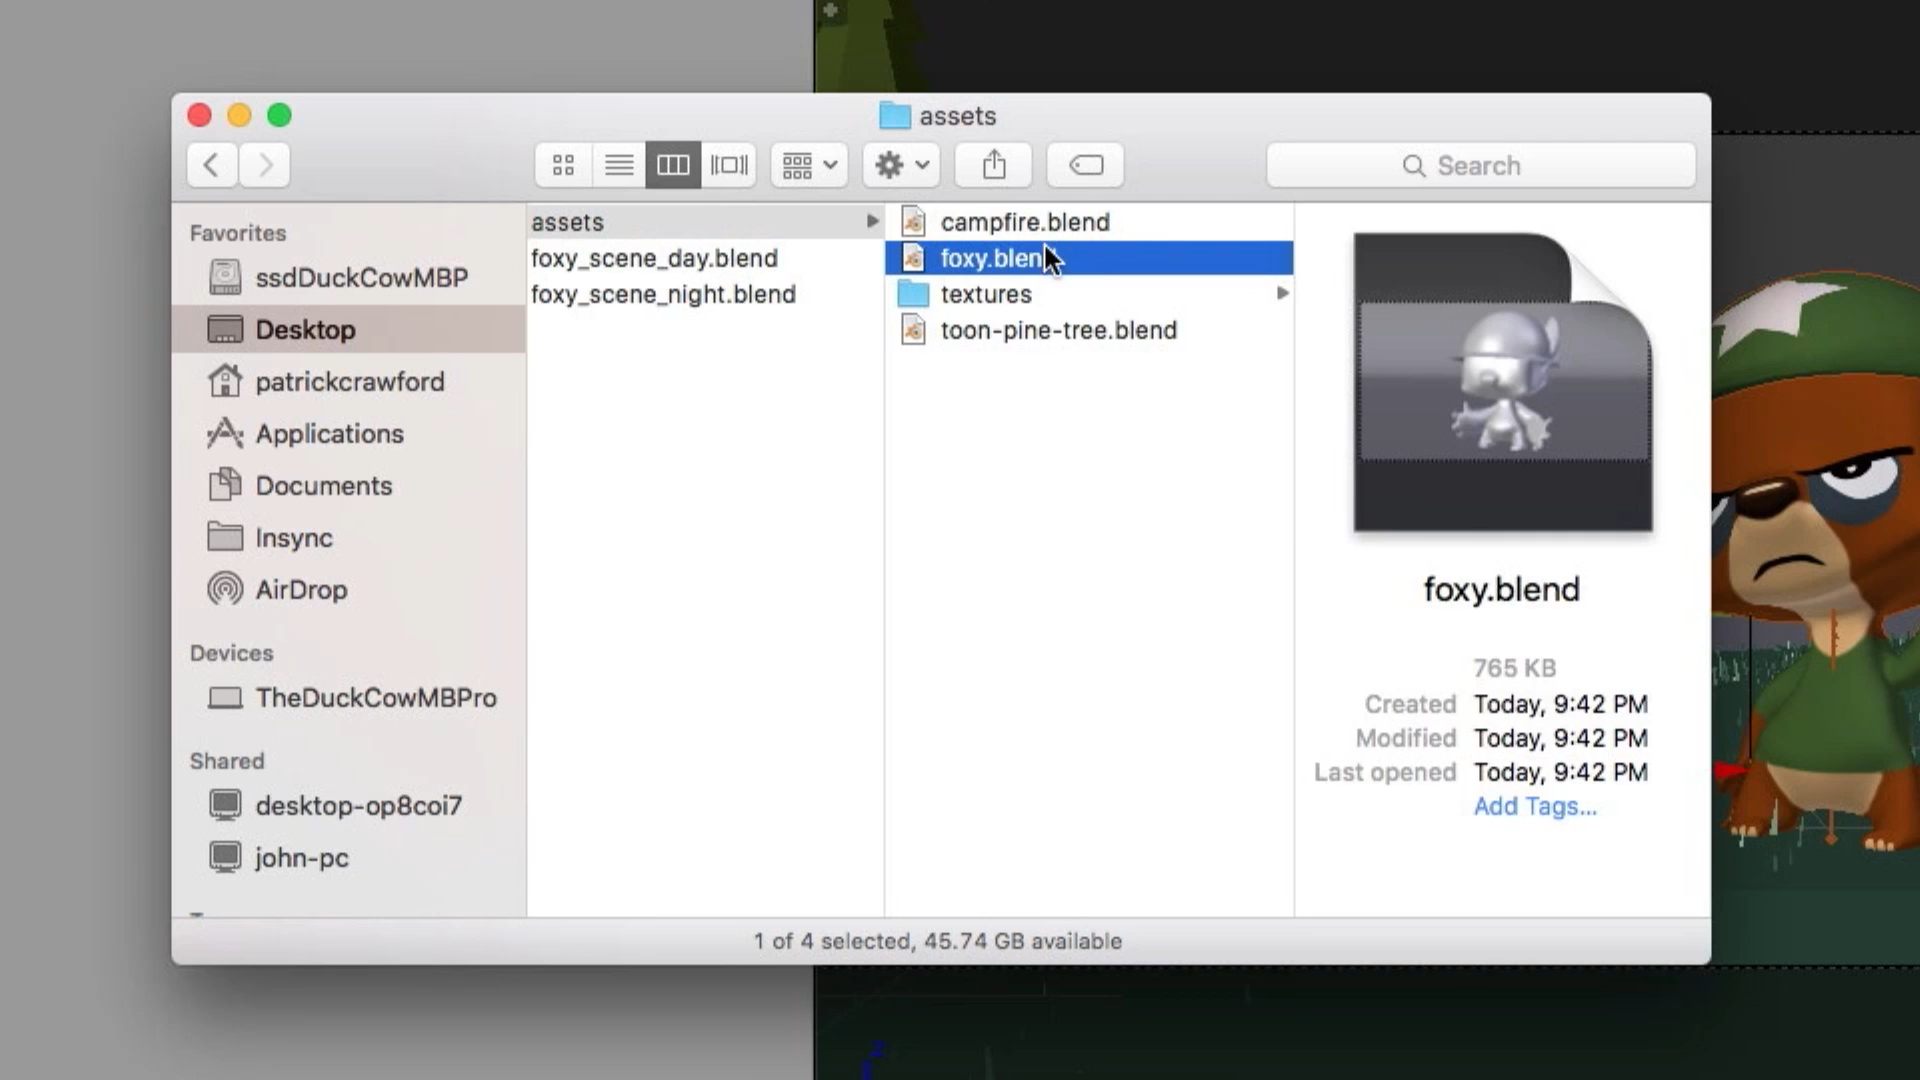 assets
Search
Favorites
ssdDuckCowMBP
Desktop
patrickcrawford
Applications
Documents
Insync
AirDrop
Devices
TheDuckCowMBPro
Shared
desktop-op8coi7
john-pc
assets
foxy_scene_day.blend
foxy_scene_night.blend
campfire.blend
foxy.blen
textures
toon-pine-tree.blend
foxy.blend
765 KB
Created Today, 9:42 PM
Modified Today, 9:42 PM
Last opened Today, 9:42 PM
Add Tags...
1 of 4 selected, 45.74 GB available